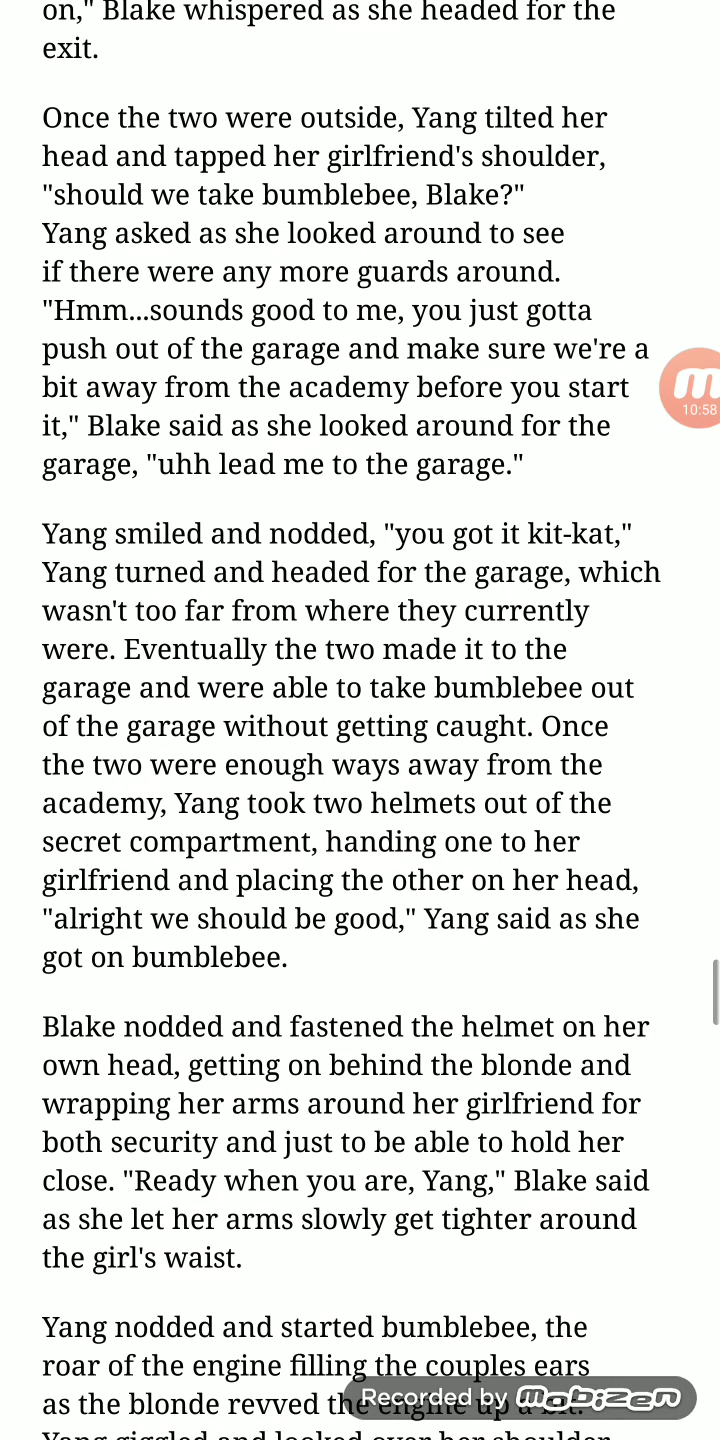 on," Blake whispered as she headed for the
exit.
Once the two were outside, Yang tilted her
head and tapped her girlfriend's shoulder,
"should we take bumblebee, Blake?"
Yang asked as she looked around to see
if there were any more guards around.
"Hmm...sounds good to me, you just gotta
push out of the garage and make sure we're a
bit away from the academy before you start
it," Blake said as she looked around for the
garage, "uhh lead me to the garage."
10:58
Yang smiled and nodded, "you got it kit-kat,"
Yang turned and headed for the garage, which
wasn't too far from where they currently
were. Eventually the two made it to the
garage and were able to take bumblebee out
of the garage without getting caught. Once
the two were enough ways away from the
academy, Yang took two helmets out of the
secret compartment, handing one to her
girlfriend and placing the other on her head,
"alright we should be good," Yang said as she
got on bumblebee.
Blake nodded and fastened the helmet on her
own head, getting on behind the blonde and
wrapping her arms around her girlfriend for
both security and just to be able to hold her
close. "Ready when you are, Yang," Blake said
as she let her arms slowly get tighter around
the girl's waist.
Yang nodded and started bumblebee, the
roar of the engine filling the couples ears
as the blonde revved the engine up a bit.
Recorded by mobizen
Yang giggled and looked over her shoulder